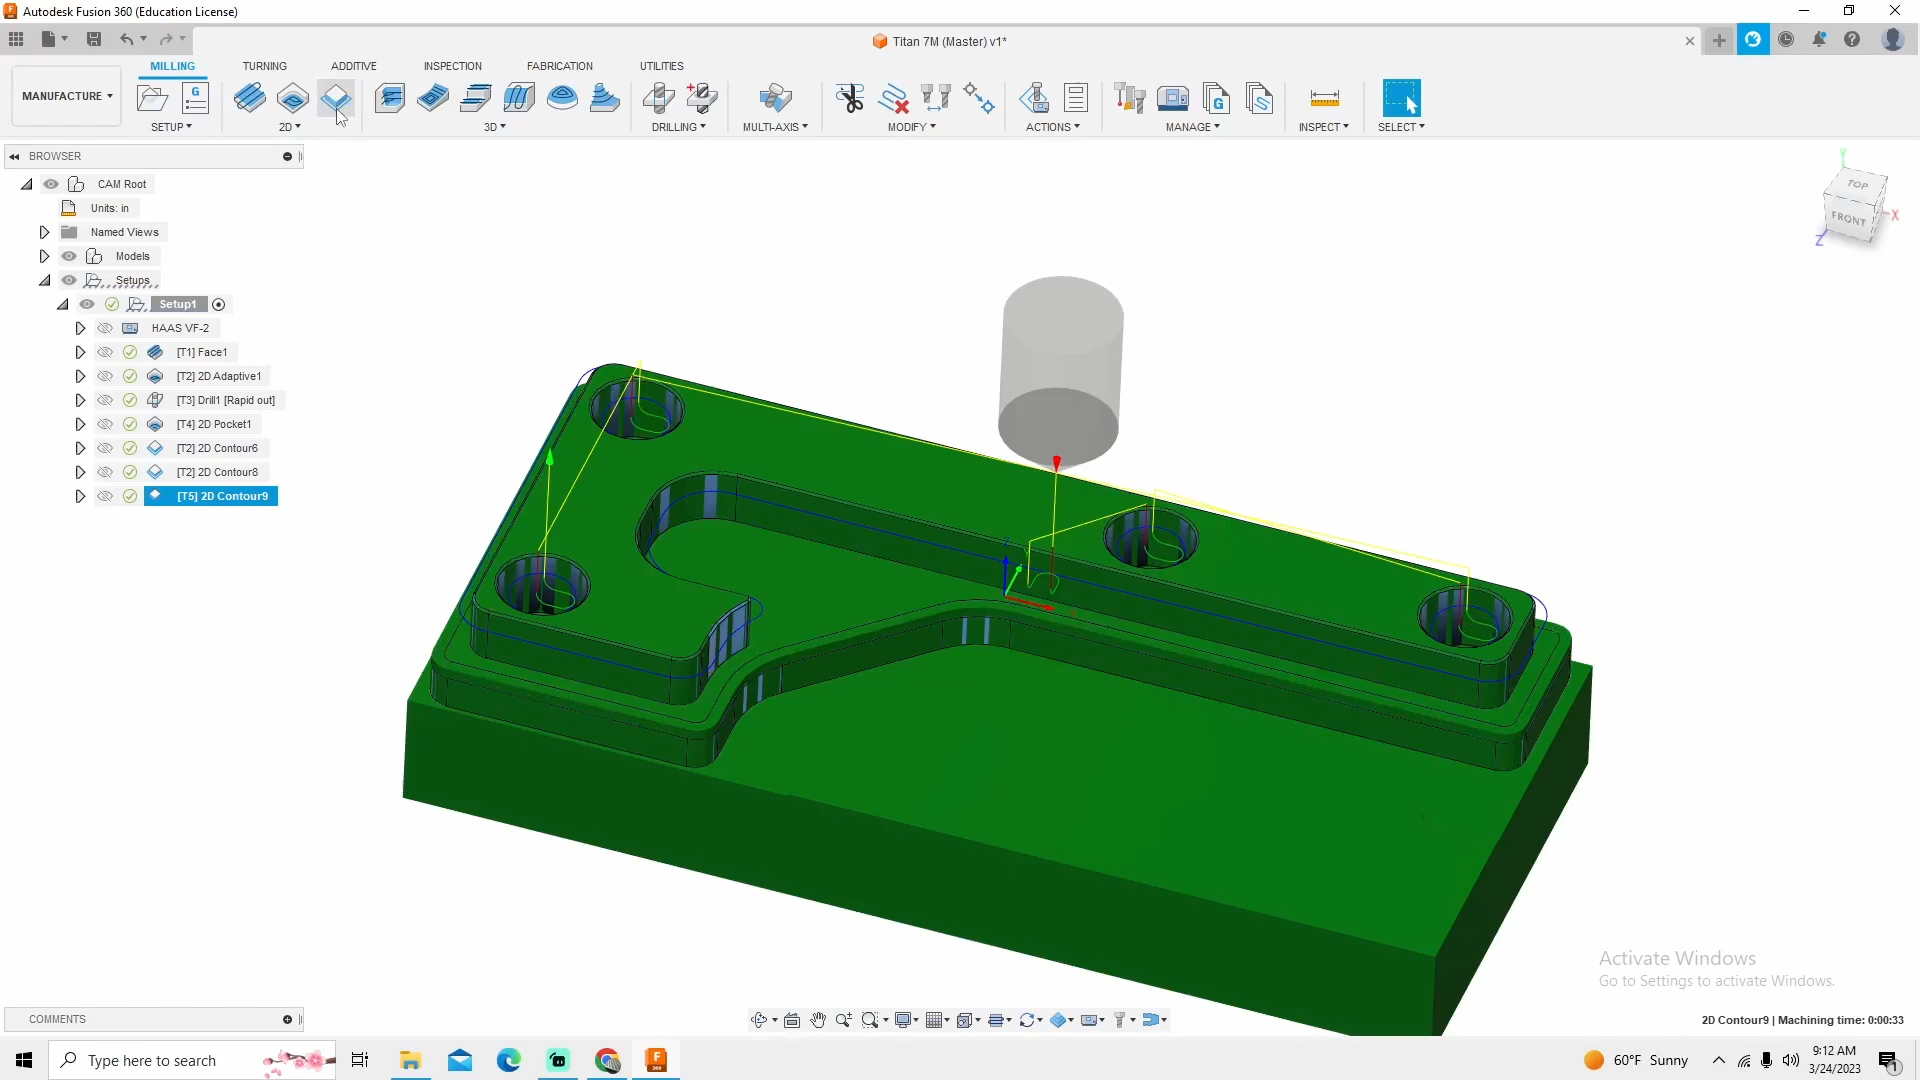 Autodesk Fusion 360 (Education License)
Titan 7M (Master) v1*
MILLING TURNING ADDITIVE INSPECTION FABRICATION UTILITIES
MANUFACTURE
SETUP 2D 3D DRILLING MULTI-AXIS MODIFY ACTIONS MANAGE INSPECT SELECT
BROWSER
CAM Root
Units: in
Named Views
Models
Setups
Setup1
HAAS VF-2
[T1] Face1
[T2] 2D Adaptive1
[T3] Drill1 [Rapid out]
[T4] 2D Pocket1
[T2] 2D Contour6
[T2] 2D Contour8
[T5] 2D Contour9
TOP
FRONT
Y
X
Z
Z
X
Activate Windows
Go to Settings to activate Windows.
COMMENTS
2D Contour9 | Machining time: 0:00:33
Type here to search
60°F Sunny
9:12 AM
3/24/2023
1